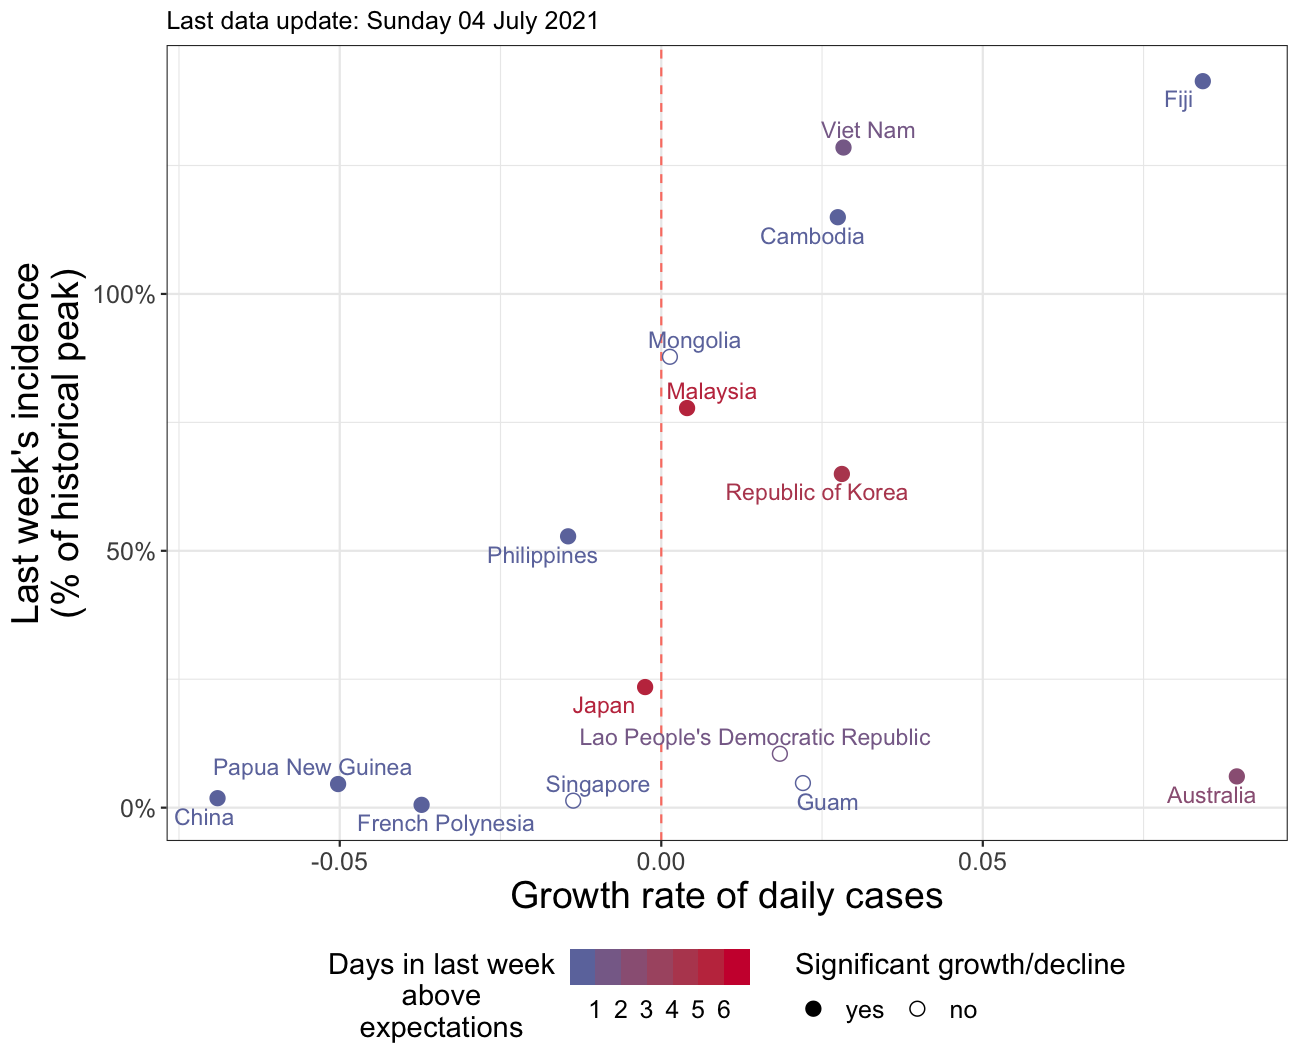 Last data update: Sunday 04 July 2021
Fiji
Viet Nam
Cambodia
Mongolia
Malaysia
Republic of Korea
Philippines
Japan
Lao People's Democratic Republic
Papua New Guinea
Singapore
Guam
Australia
China
French Polynesia
Last week's incidence
(% of historical peak)
100%
50%
0%
-0.05
0.00
0.05
Growth rate of daily cases
Days in last week
above
expectations
1 2 3 4 5 6
Significant growth/decline
yes no